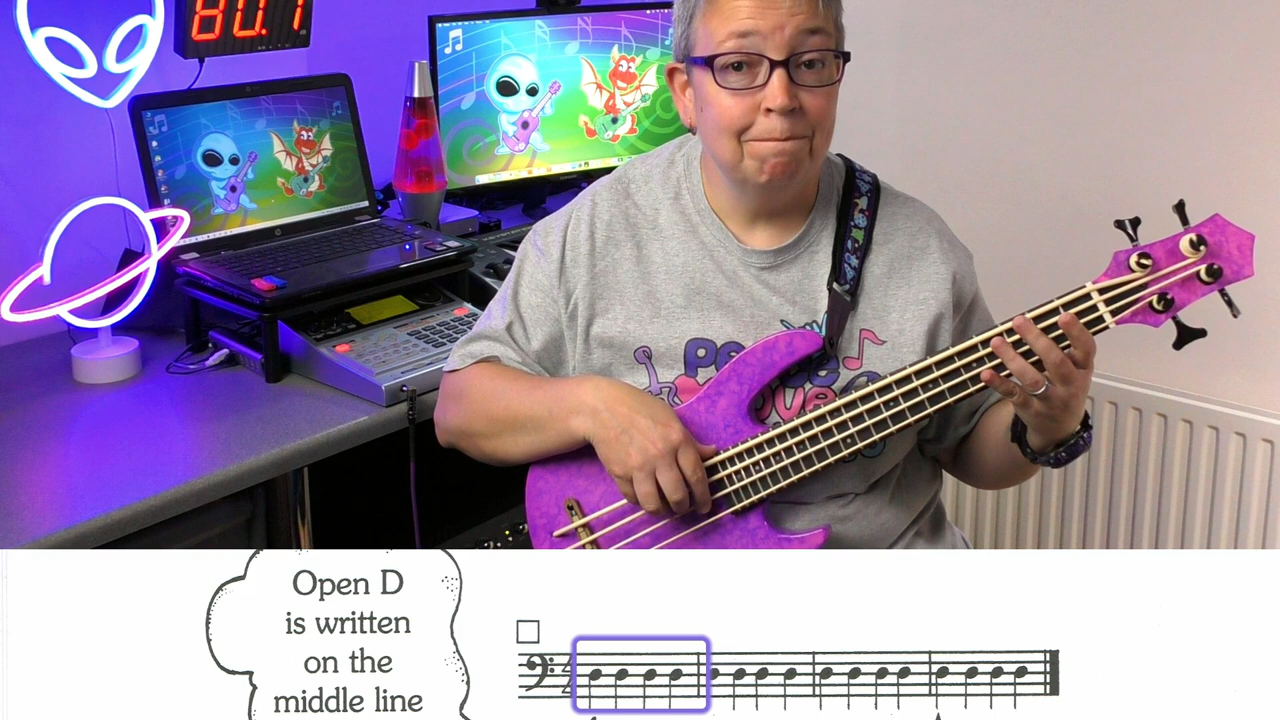 80.1
Open D
is written
on the
middle line